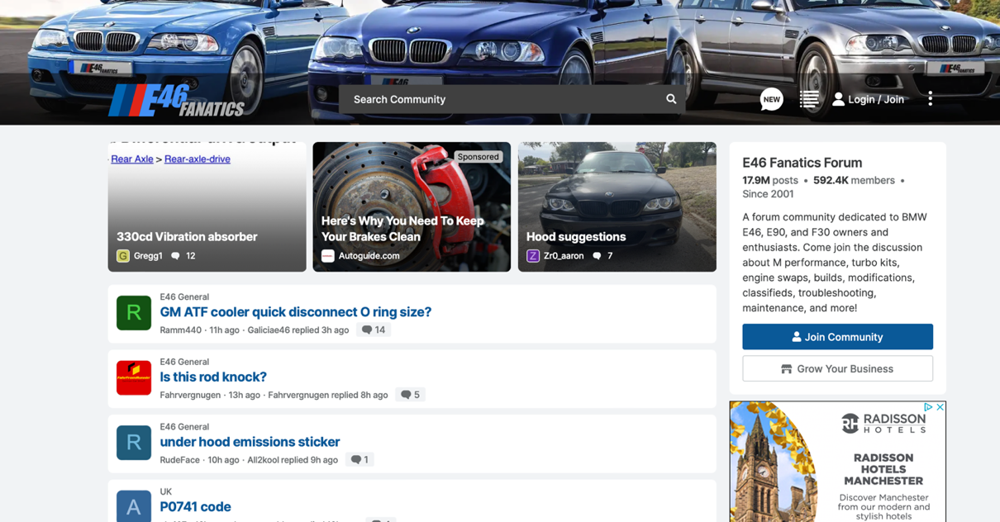 E46
FANATICS
Search Community
NEW
Login / Join
Rear Axle > Rear-axle-drive
330cd Vibration absorber
G Gregg1 12
Sponsored
Here's Why You Need To Keep
Your Brakes Clean
Autoguide.com
Hood suggestions
Z Zr0_aaron 7
R
E46 General
GM ATF cooler quick disconnect O ring size?
Ramm440 · 11h ago · Galiciae46 replied 3h ago 14
E46 General
Is this rod knock?
Fahrvergnugen · 13h ago · Fahrvergnugen replied 8h ago 5
R
E46 General
under hood emissions sticker
RudeFace · 10h ago · All2kool replied 9h ago 1
A
UK
P0741 code
E46 Fanatics Forum
17.9M posts • 592.4K members •
Since 2001
A forum community dedicated to BMW
E46, E90, and F30 owners and
enthusiasts. Come join the discussion
about M performance, turbo kits,
engine swaps, builds, modifications,
classifieds, troubleshooting,
maintenance, and more!
Join Community
Grow Your Business
RADISSON
HOTELS
RADISSON
HOTELS
MANCHESTER
Discover Manchester
from our modern and
stylish hotels